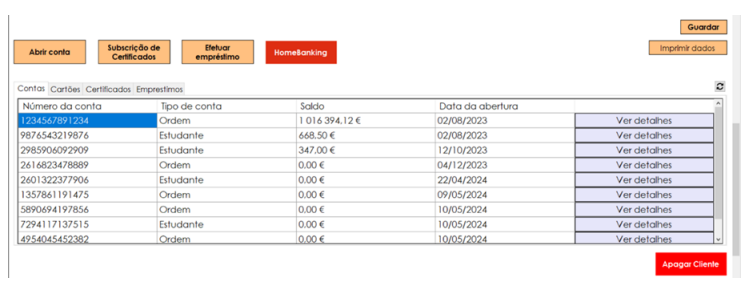 Guardar
Abrir conta
Subscrição de
Certificados
Efetuar
empréstimo
HomeBanking
Imprimir dados
Contas Cartões Certificados Emprestimos
Número da conta Tipo de conta Saldo Data da abertura
1234567891234 Ordem 1 016 394,12 € 02/08/2023 Ver detalhes
9876543219876 Estudante 668,50 € 02/08/2023 Ver detalhes
2985906092909 Estudante 347,00 € 12/10/2023 Ver detalhes
2616823478889 Ordem 0,00 € 04/12/2023 Ver detalhes
2601322377906 Estudante 0,00 € 22/04/2024 Ver detalhes
1357861191475 Ordem 0,00 € 09/05/2024 Ver detalhes
5890694197856 Ordem 0,00 € 10/05/2024 Ver detalhes
7294117137515 Estudante 0,00 € 10/05/2024 Ver detalhes
4954045452382 Ordem 0,00 € 10/05/2024 Ver detalhes
Apagar Cliente